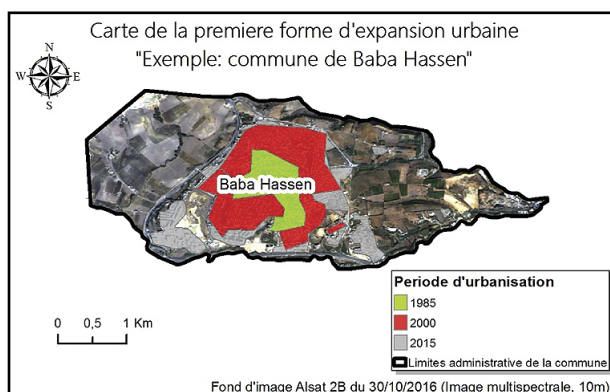 Carte de la premiere forme d'expansion urbaine
"Exemple: commune de Baba Hassen"
N
W
E
S
Baba Hassen
Periode d'urbanisation
1985
2000
2015
Limites administrative de la commune
0 0,5 1 Km
Fond d'image Alsat 2B du 30/10/2016 (Image multispectrale, 10m)